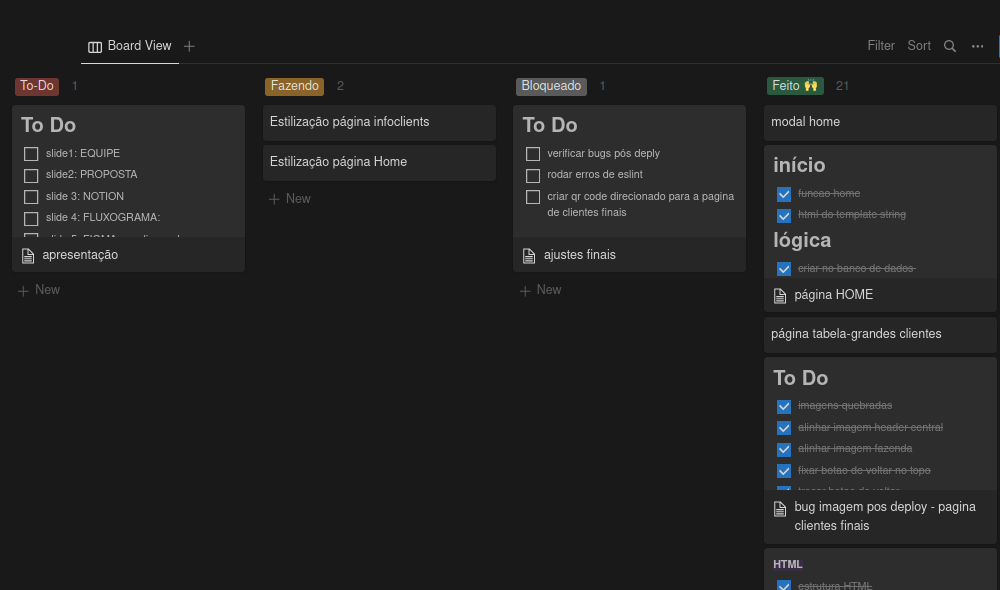 Board View
Filter Sort
To-Do 1
To Do
slide1: EQUIPE
slide2: PROPOSTA
slide 3: NOTION
slide 4: FLUXOGRAMA:
apresentação
New
Fazendo 2
Estilização página infoclients
Estilização página Home
New
Bloqueado 1
To Do
verificar bugs pós deply
rodar erros de eslint
criar qr code direcionado para a pagina
de clientes finais
ajustes finais
New
Feito 🙌 21
modal home
início
funcao home
html do template string
lógica
criar no banco de dados
página HOME
página tabela-grandes clientes
To Do
imagens quebradas
alinhar imagem header central
alinhar imagem fazenda
fixar botao de voltar no topo
bug imagem pos deploy - pagina
clientes finais
HTML
estrutura HTML